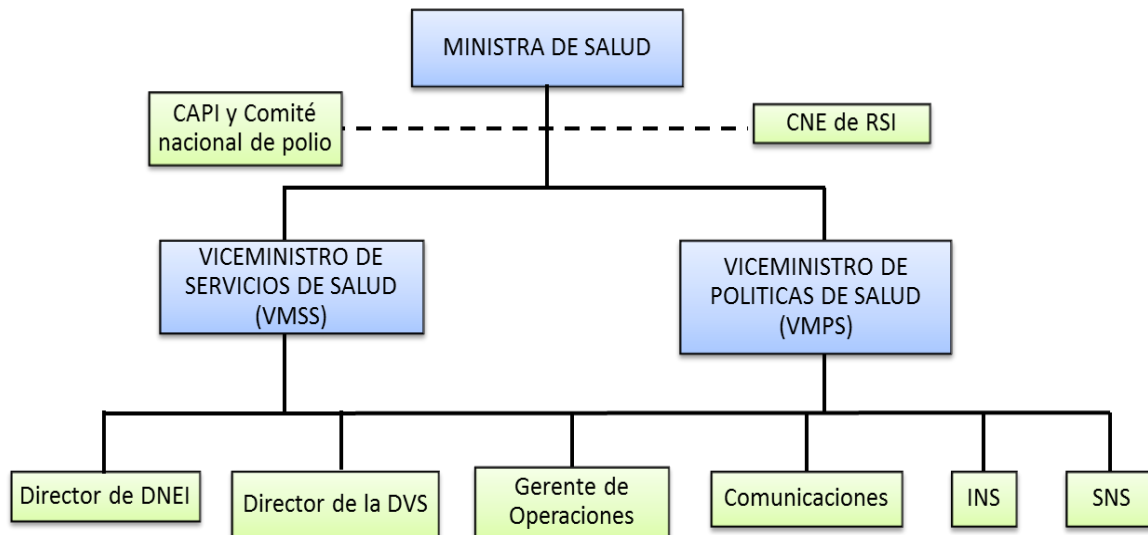 MINISTRA DE SALUD
CAPI y Comité
nacional de polio
CNE de RSI
VICEMINISTRO DE
SERVICIOS DE SALUD
(VMSS)
VICEMINISTRO DE
POLITICAS DE SALUD
(VMPS)
Director de DNEI
Director de la DVS
Gerente de
Operaciones
Comunicaciones
INS
SNS